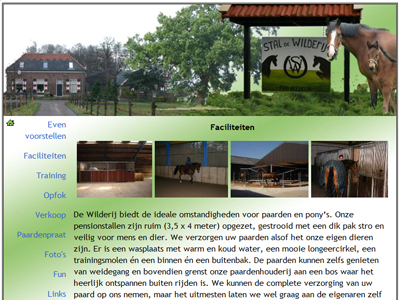 STAL DE WILDERIJ
Even
voorstellen
Faciliteiten
Training
Opfok
Verkoop
Paardenpraat
Foto's
Fun
Links
Faciliteiten
De Wilderij biedt de ideale omstandigheden voor paarden en pony's. Onze
pensionstallen zijn ruim (3,5 x 4 meter) opgezet, gestrooid met een dik pak stro en
veilig voor mens en dier. We verzorgen uw paarden alsof het onze eigen dieren
zijn. Er is een wasplaats met warm en koud water, een mooie longeercirkel, een
trainingsmolen én een binnen én een buitenbak. De paarden kunnen zelfs genieten
van weidegang en bovendien grenst onze paardenhouderij aan een bos waar het
heerlijk ontspannen buiten rijden is. We kunnen de complete verzorging van uw
paard op ons nemen, maar het uitmesten laten we wel graag aan de eigenaren zelf